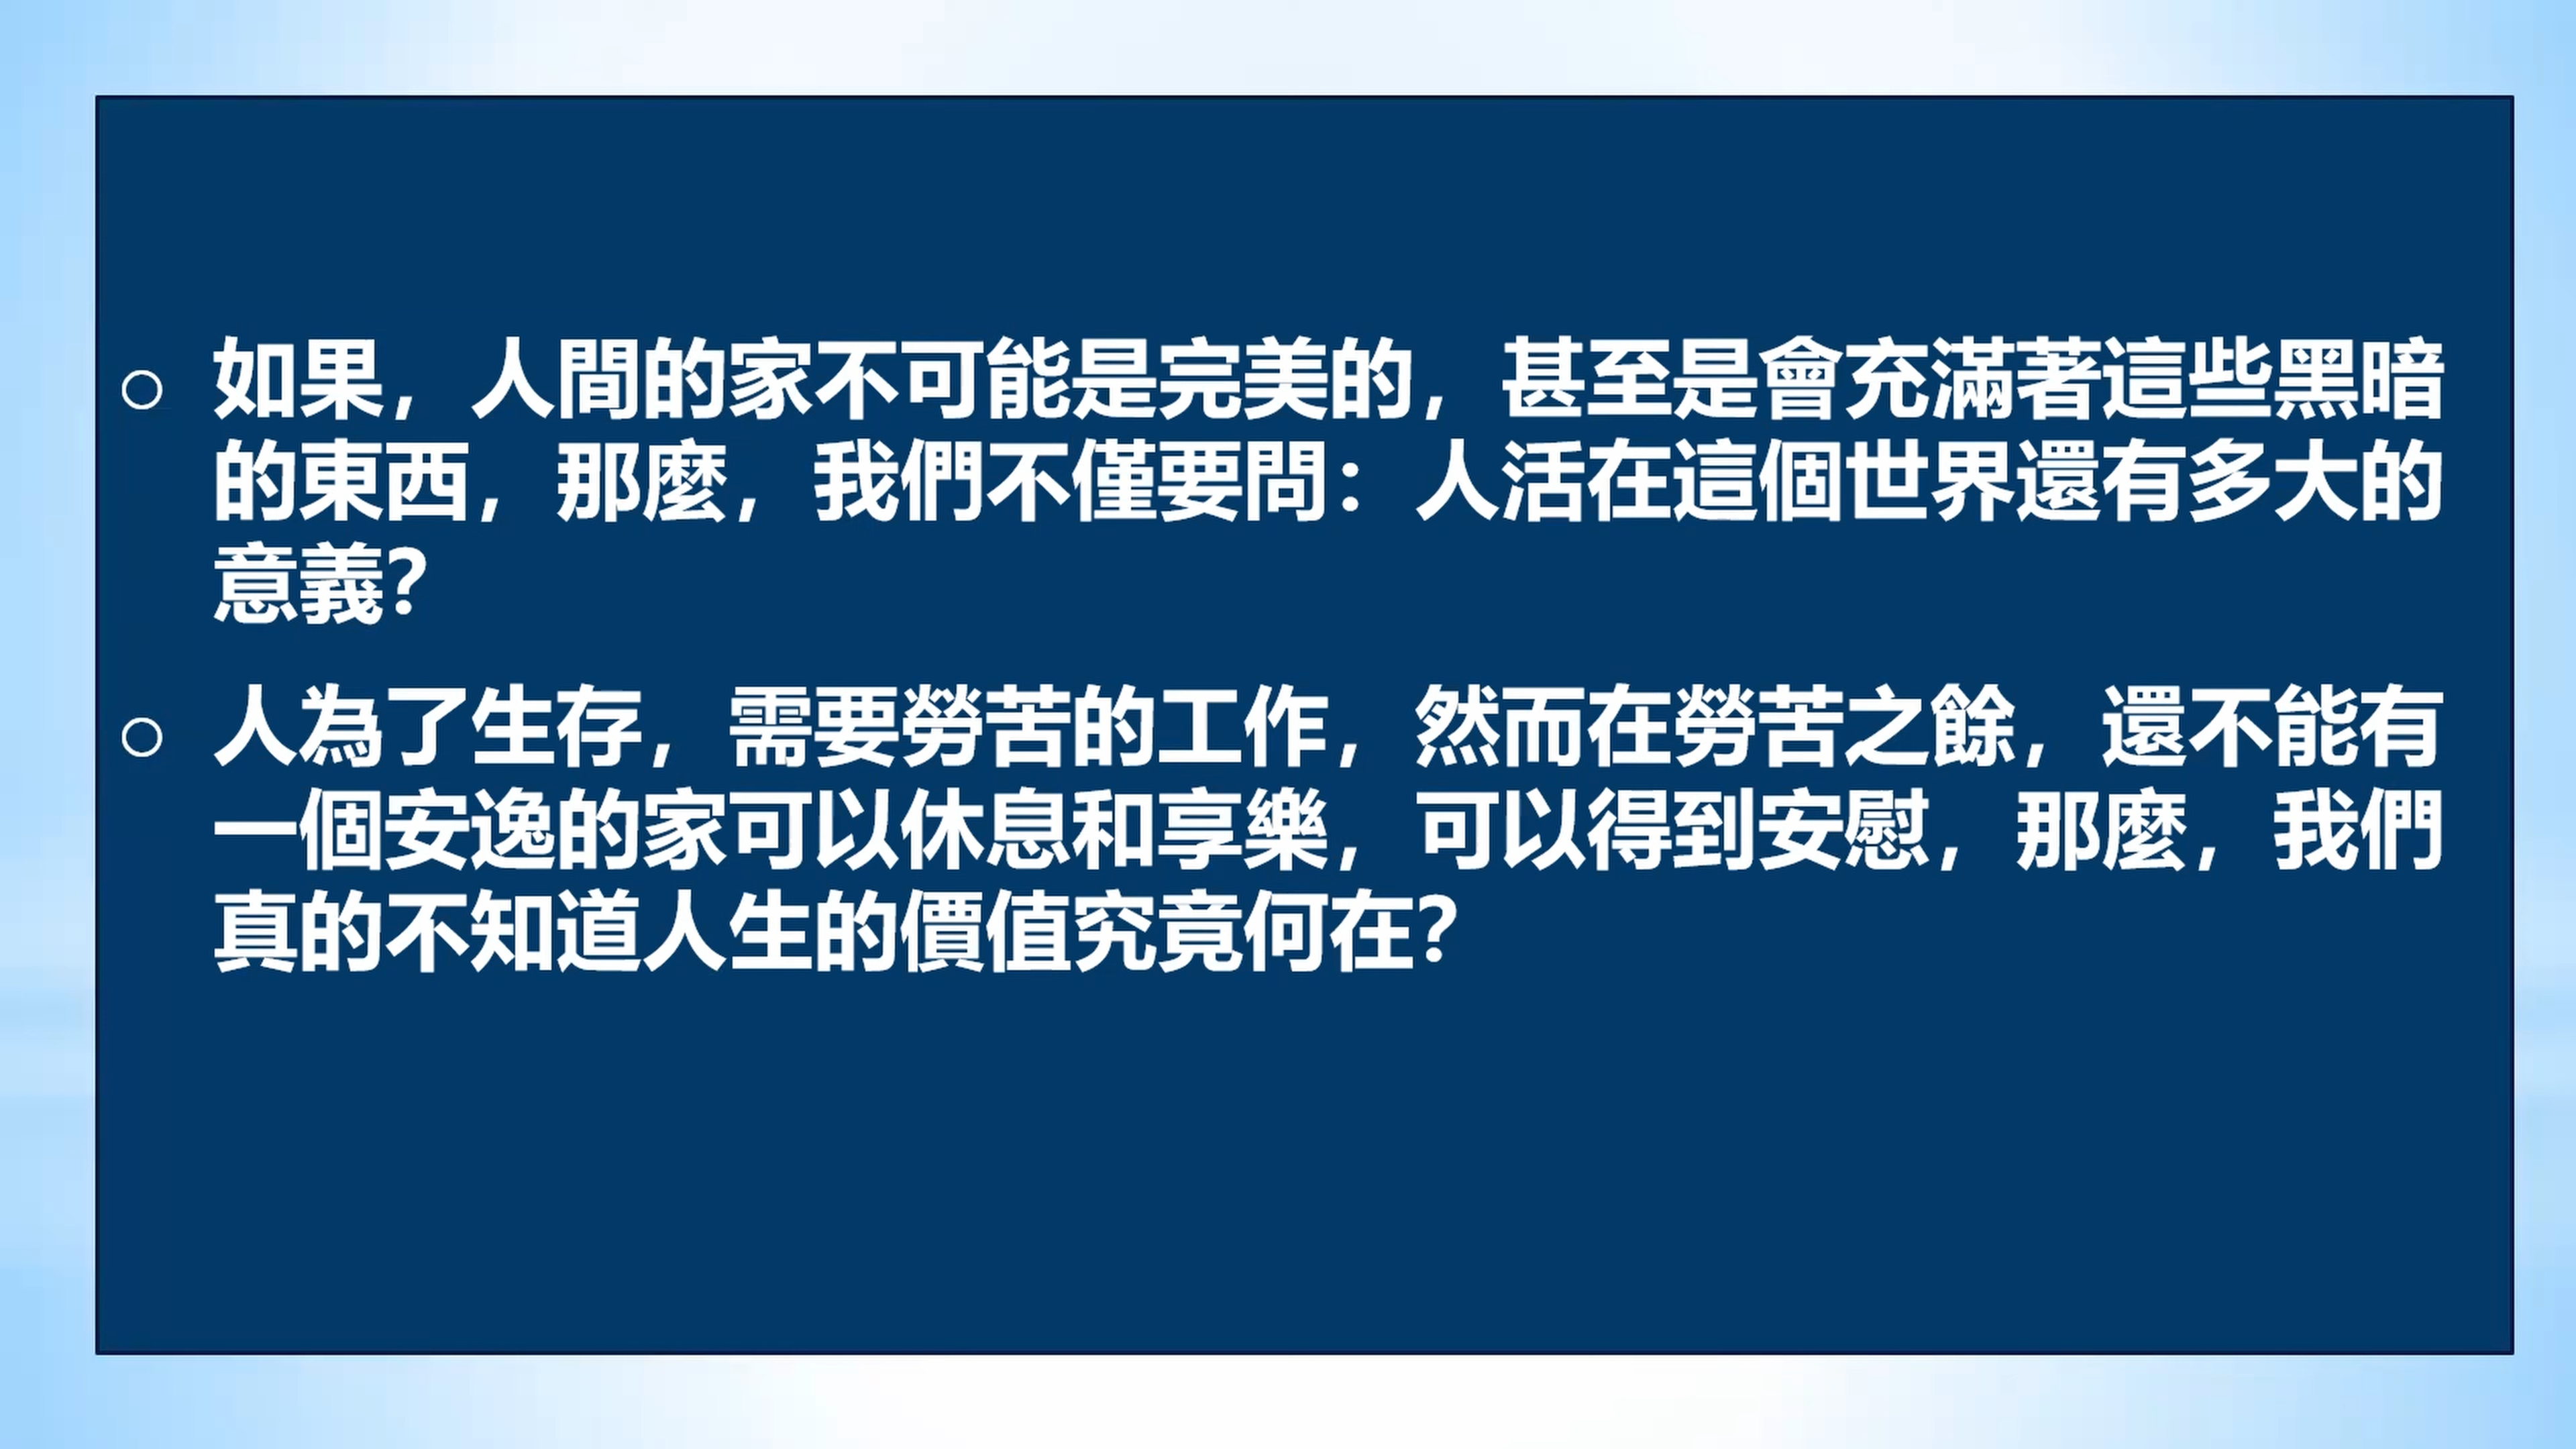 ○ 如果，人間的家不可能是完美的，甚至是會充滿著這些黑暗
的東西，那麼，我們不僅要問：人活在這個世界還有多大的
意義？
○ 人為了生存，需要勞苦的工作，然而在勞苦之餘，還不能有
一個安逸的家可以休息和享樂，可以得到安慰，那麼，我們
真的不知道人生的價值究竟何在？